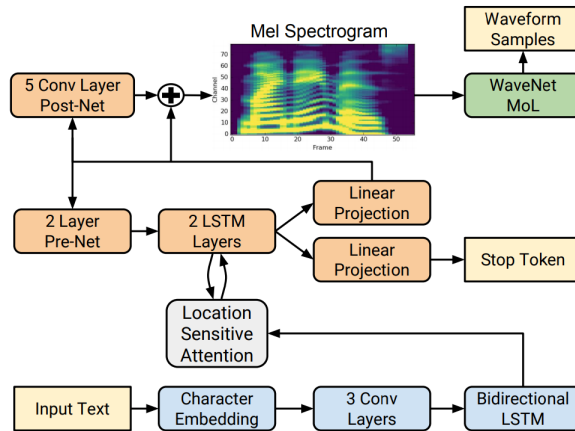 Mel Spectrogram
Waveform
Samples
5 Conv Layer
Post-Net
WaveNet
MoL
Channel
70
60
50
40
30
20
10
0
0
10
20
30
40
50
Frame
2 Layer
Pre-Net
2 LSTM
Layers
Linear
Projection
Linear
Projection
Stop Token
Location
Sensitive
Attention
Input Text
Character
Embedding
3 Conv
Layers
Bidirectional
LSTM